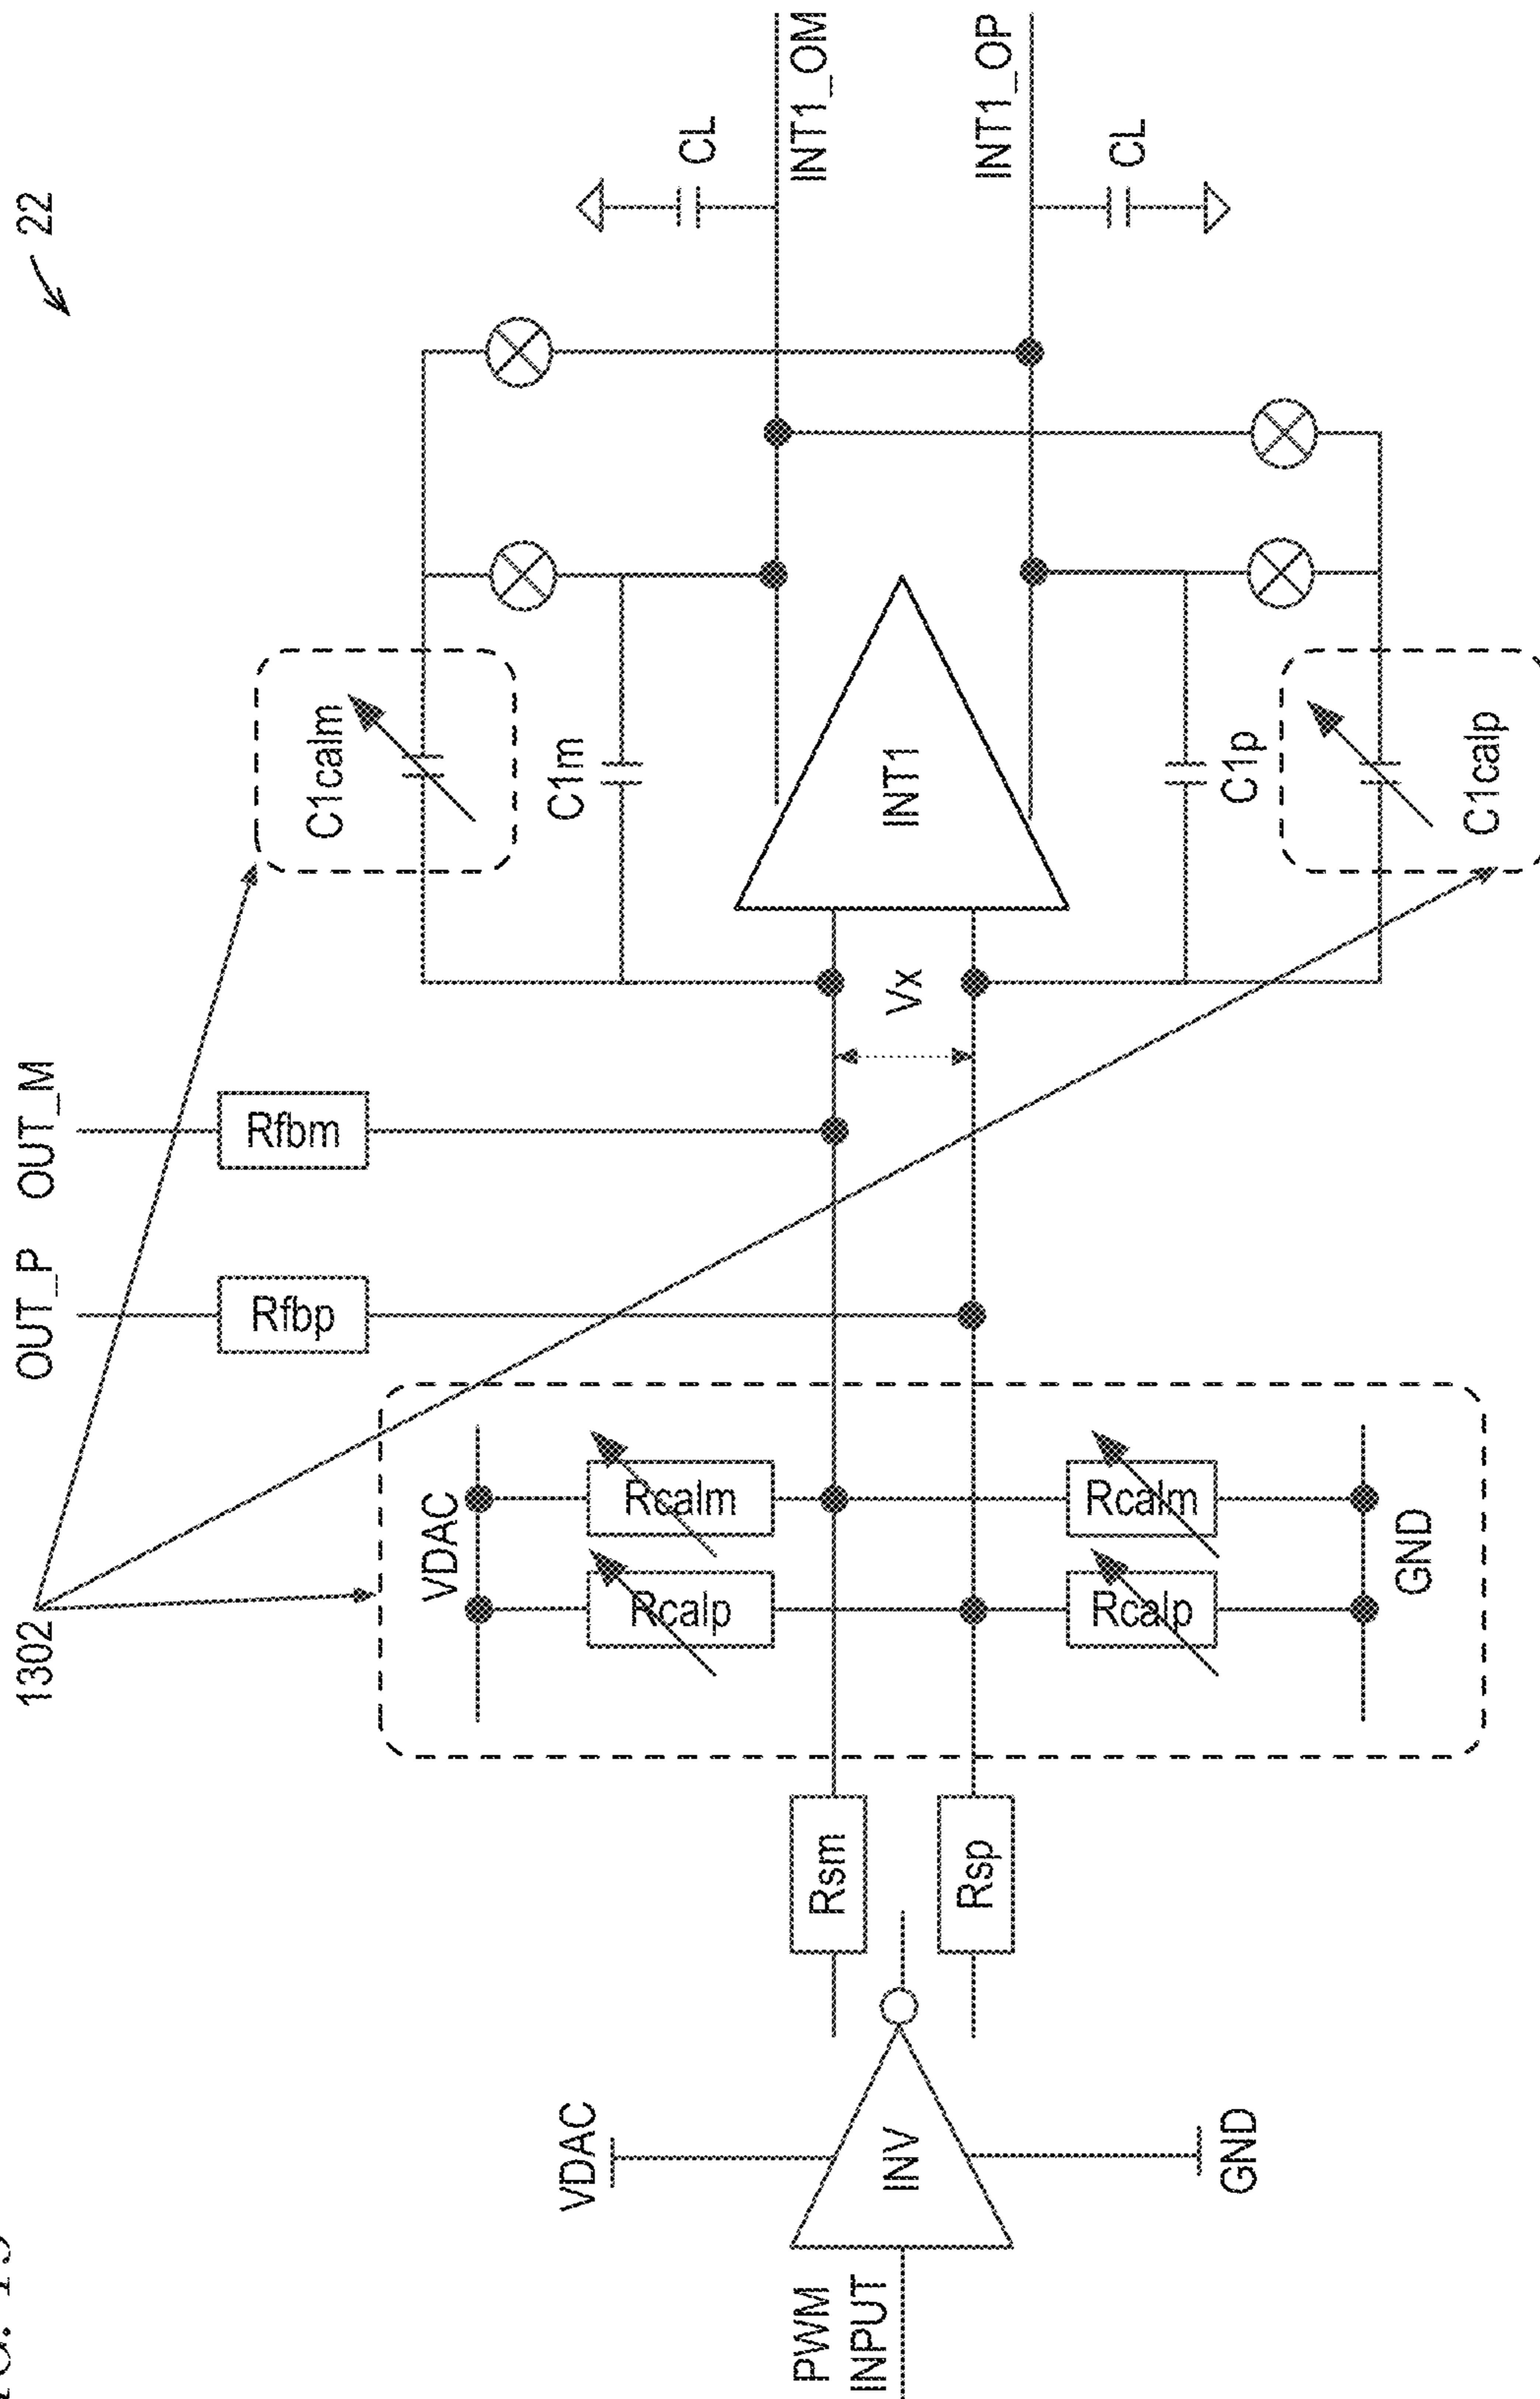 22
1302
OUT_P
OUT_M
C1calm
C1m
CL
INT1_OM
VDAC
Rcalm
Rcalp
Rfbp
Rfbm
VDAC
PWM
INPUT
INV
Rsm
Rsp
Vx
INT1
INT1_OP
Rcalm
Rcalp
GND
GND
C1p
C1calp
CL